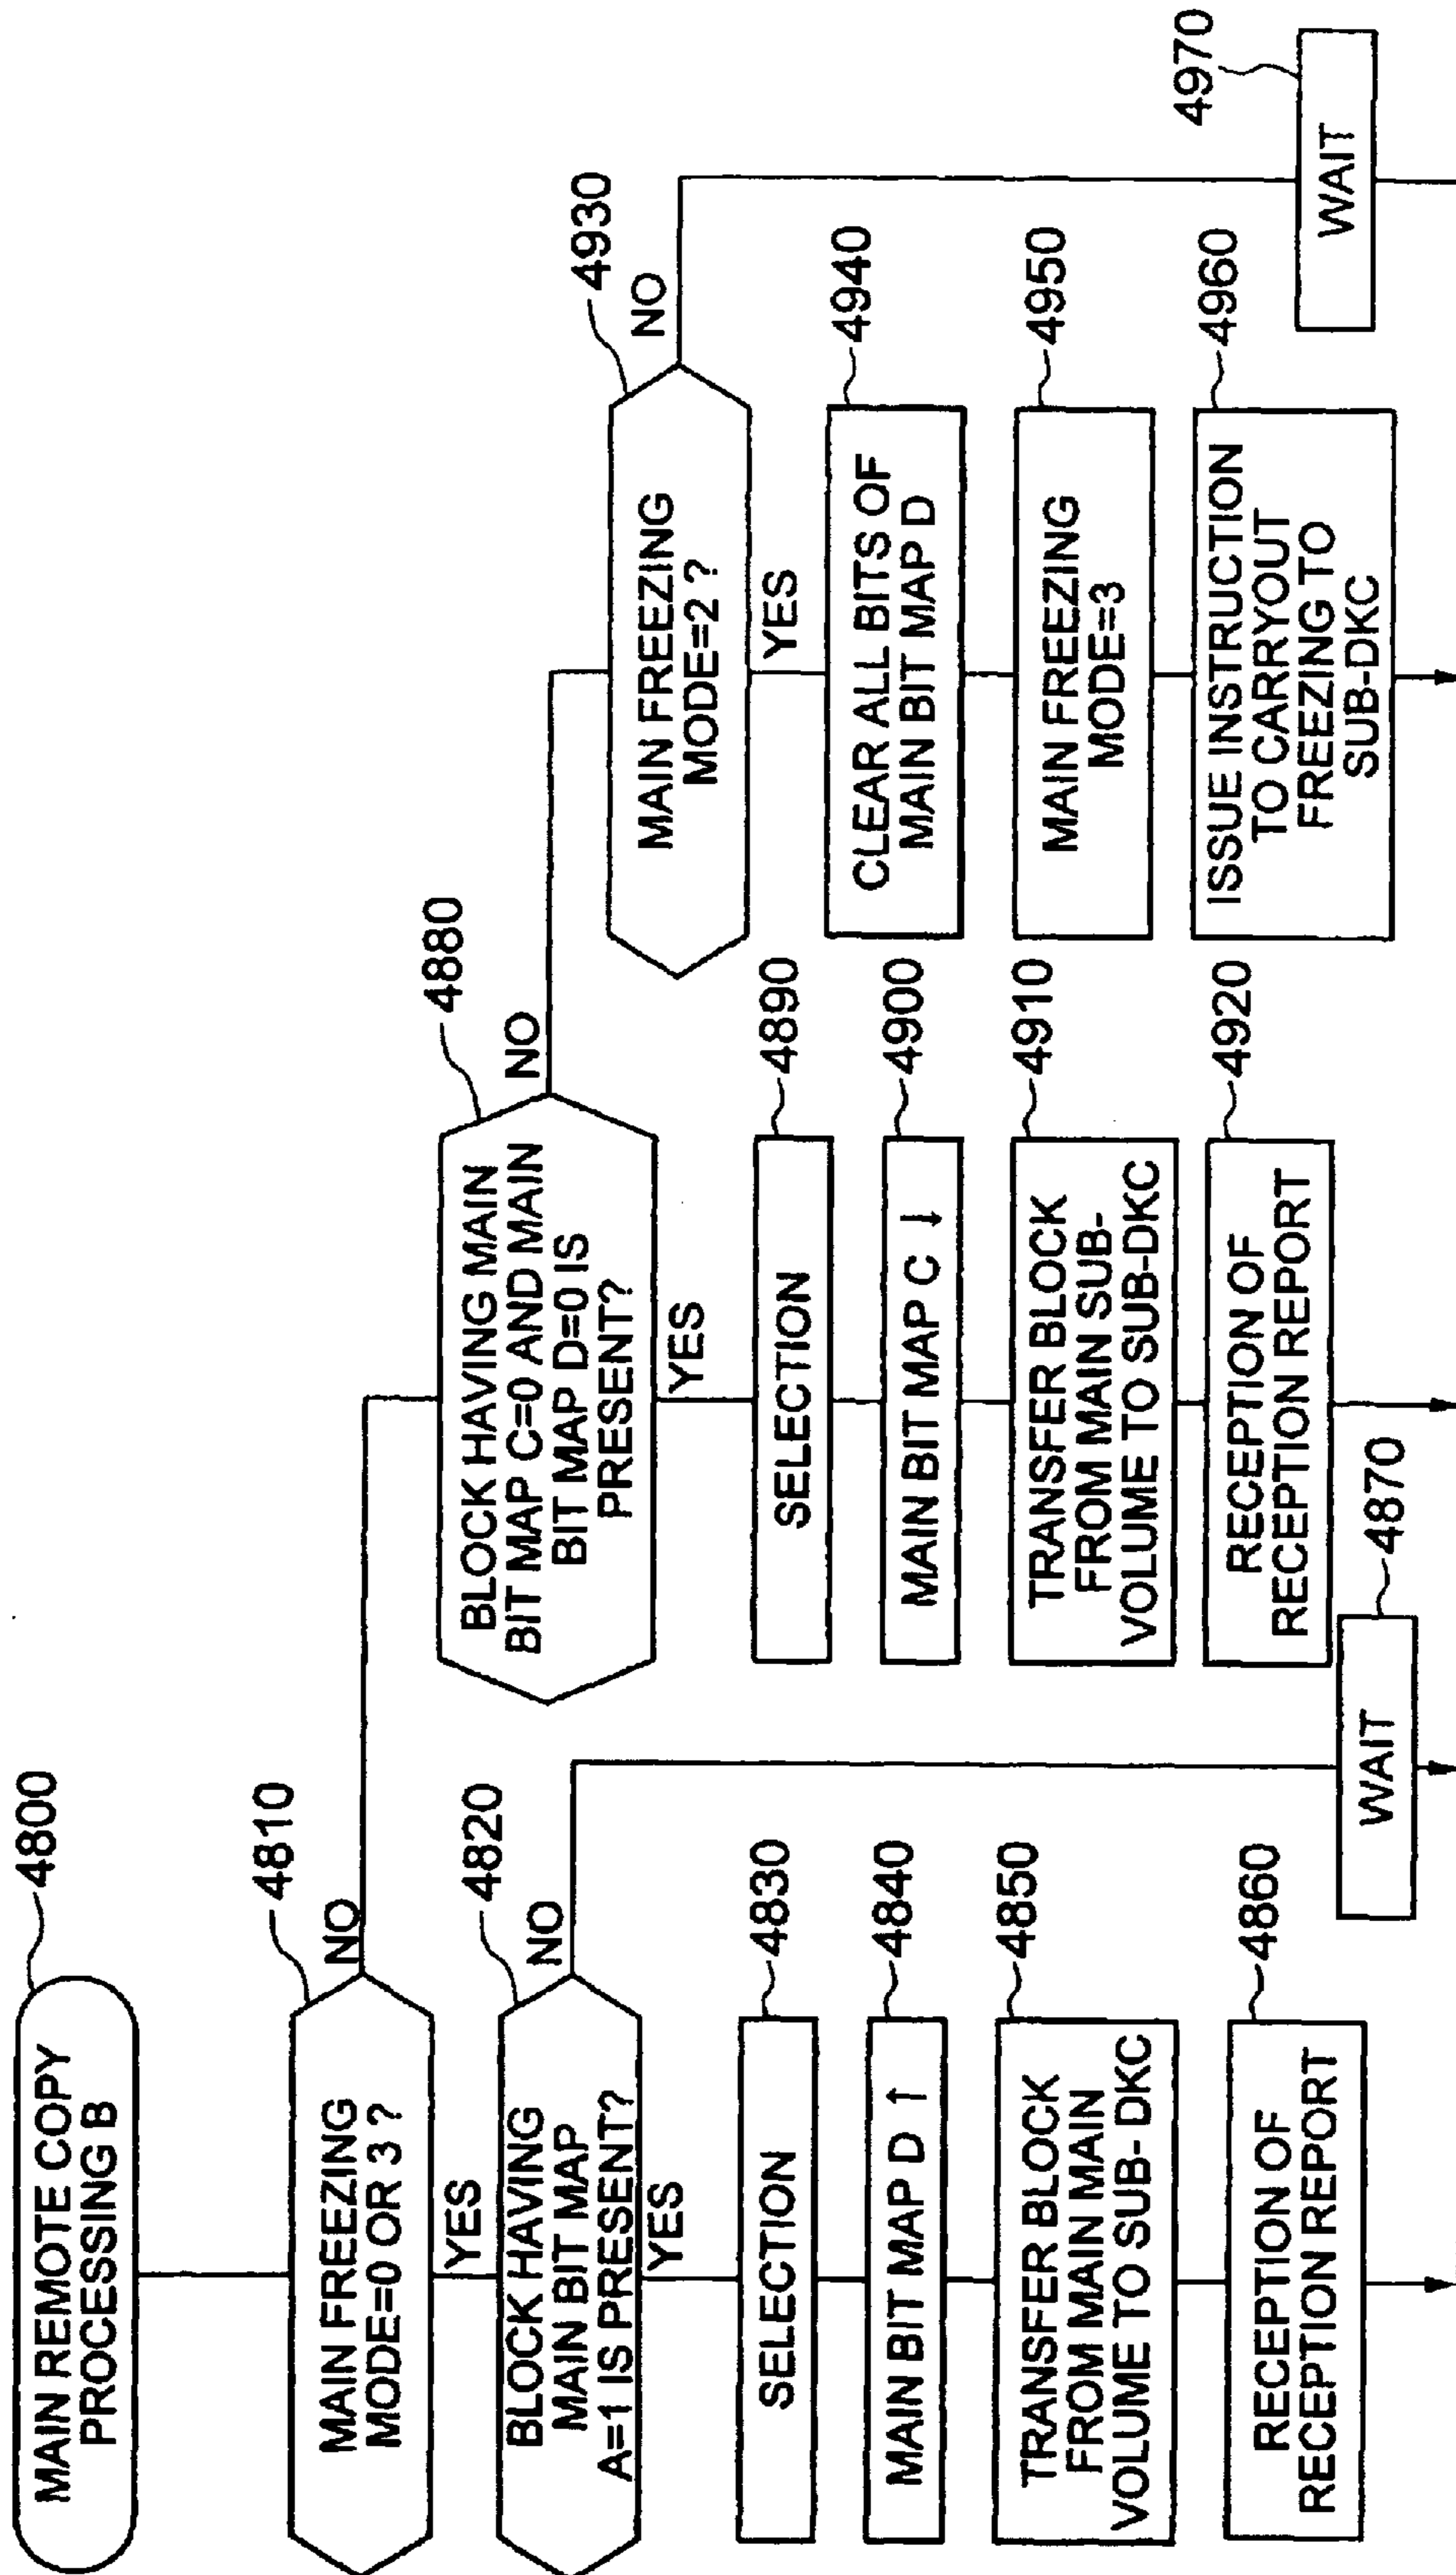 MAIN REMOTE COPY
PROCESSING B
4800
MAIN FREEZING
MODE=0 OR 3 ?
4810
NO
YES
BLOCK HAVING
MAIN BIT MAP
A=1 IS PRESENT?
4820
NO
YES
SELECTION
4830
MAIN BIT MAP D ↑
4840
TRANSFER BLOCK
FROM MAIN MAIN
VOLUME TO SUB- DKC
4850
RECEPTION OF
RECEPTION REPORT
4860
WAIT
4870
BLOCK HAVING MAIN
BIT MAP C=0 AND MAIN
BIT MAP D=0 IS
PRESENT?
4880
NO
YES
SELECTION
4890
MAIN BIT MAP C ↓
4900
TRANSFER BLOCK
FROM MAIN SUB-
VOLUME TO SUB-DKC
4910
RECEPTION OF
RECEPTION REPORT
4920
MAIN FREEZING
MODE=2 ?
4930
NO
YES
CLEAR ALL BITS OF
MAIN BIT MAP D
4940
MAIN FREEZING
MODE=3
4950
ISSUE INSTRUCTION
TO CARRYOUT
FREEZING TO
SUB-DKC
4960
WAIT
4970